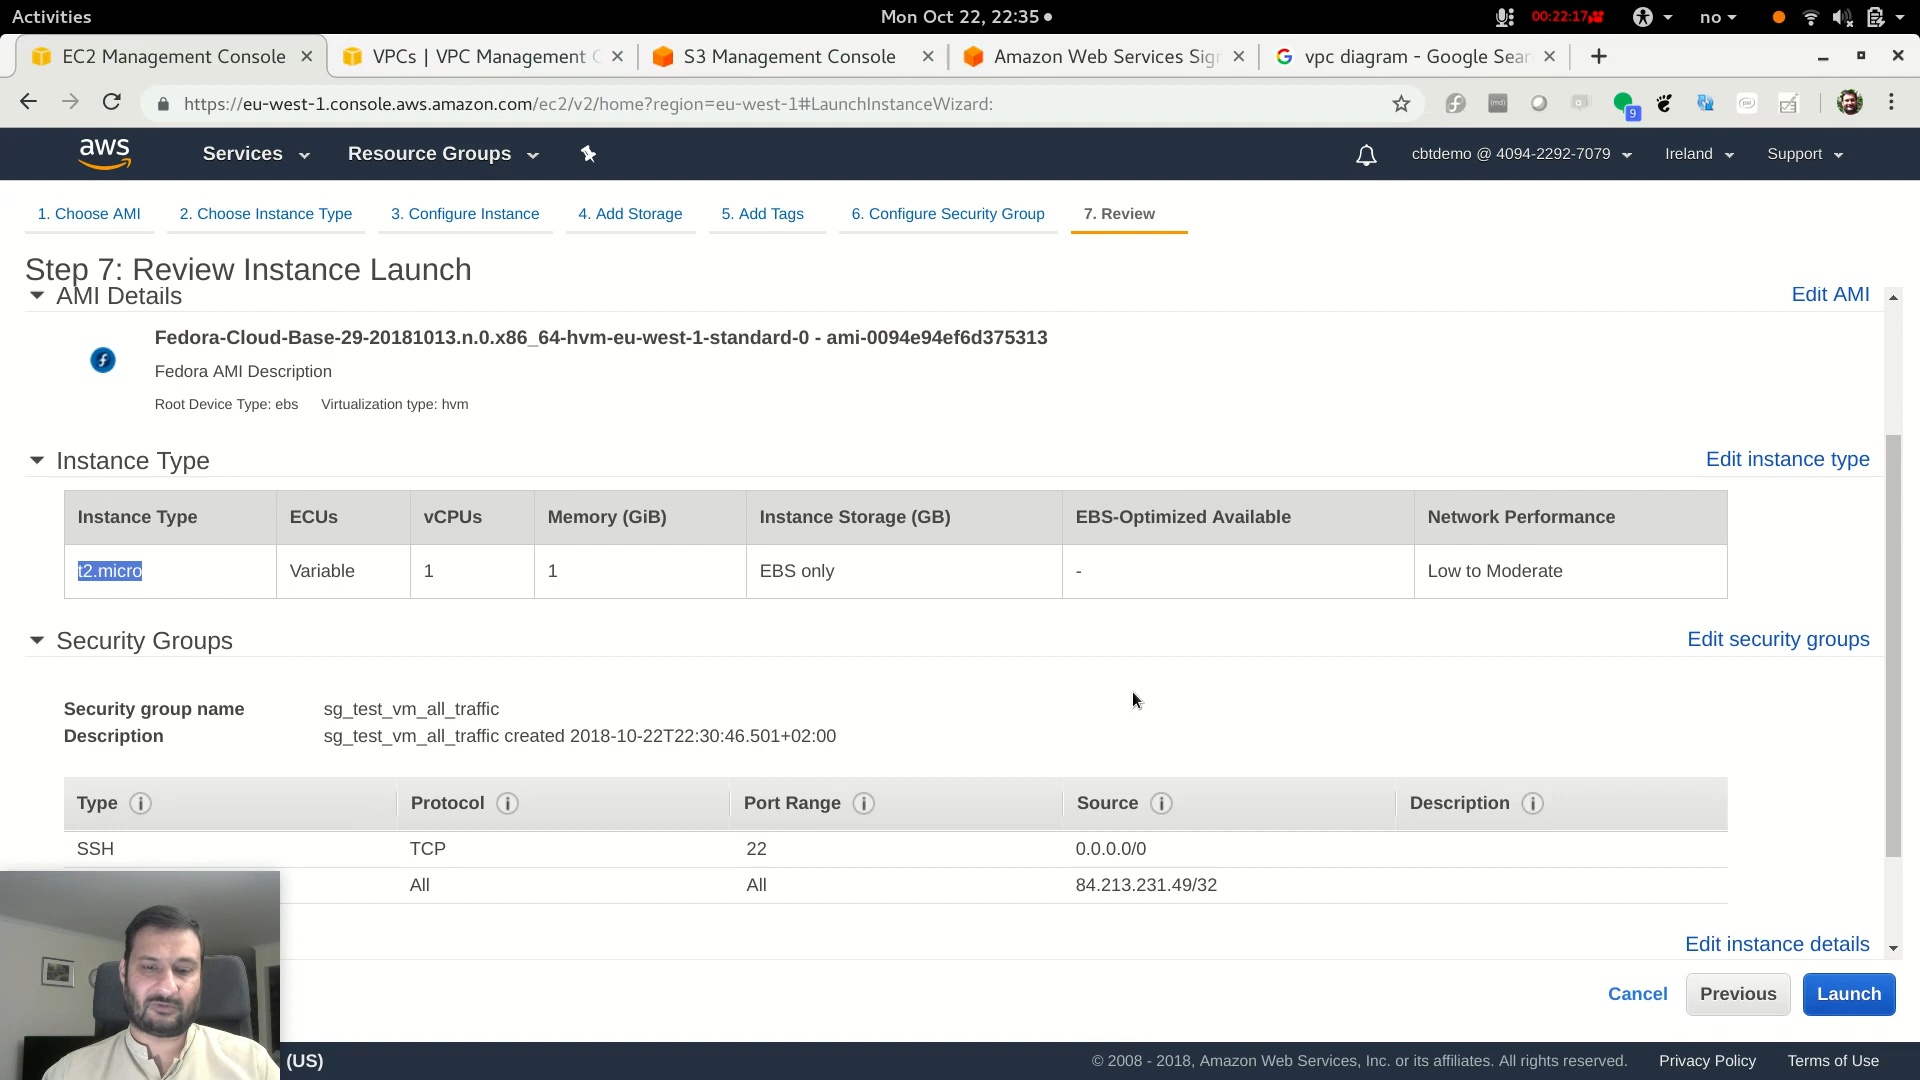 Activities
Mon Oct 22, 22:35
00:22:17
no
EC2 Management Console
VPCs | VPC Management C
S3 Management Console
Amazon Web Services Sign
vpc diagram - Google Sear
https://eu-west-1.console.aws.amazon.com/ec2/v2/home?region=eu-west-1#LaunchInstanceWizard:
9
aws
Services
Resource Groups
cbtdemo @ 4094-2292-7079
Ireland
Support
1. Choose AMI
2. Choose Instance Type
3. Configure Instance
4. Add Storage
5. Add Tags
6. Configure Security Group
7. Review
Step 7: Review Instance Launch
AMI Details
Edit AMI
Fedora-Cloud-Base-29-20181013.n.0.x86_64-hvm-eu-west-1-standard-0 - ami-0094e94ef6d375313
Fedora AMI Description
Root Device Type: ebs Virtualization type: hvm
Instance Type
Edit instance type
Instance Type ECUs vCPUs Memory (GiB) Instance Storage (GB) EBS-Optimized Available Network Performance
t2.micro Variable 1 1 EBS only - Low to Moderate
Security Groups
Edit security groups
Security group name sg_test_vm_all_traffic
Description sg_test_vm_all_traffic created 2018-10-22T22:30:46.501+02:00
Type Protocol Port Range Source Description
SSH TCP 22 0.0.0.0/0
All All 84.213.231.49/32
Edit instance details
Cancel
Previous
Launch
(US)
© 2008 - 2018, Amazon Web Services, Inc. or its affiliates. All rights reserved.
Privacy Policy
Terms of Use